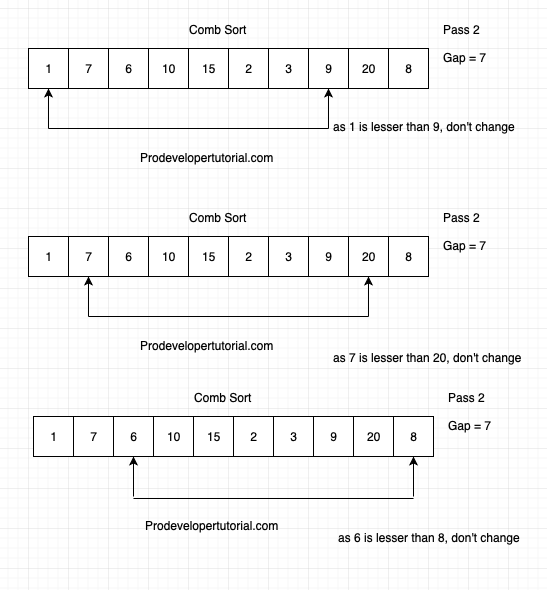 Comb Sort Pass 2
Gap = 7
1 7 6 10 15 2 3 9 20 8
as 1 is lesser than 9, don't change
Prodevelopertutorial.com
Comb Sort Pass 2
Gap = 7
1 7 6 10 15 2 3 9 20 8
Prodevelopertutorial.com
as 7 is lesser than 20, don't change
Comb Sort Pass 2
Gap = 7
1 7 6 10 15 2 3 9 20 8
Prodevelopertutorial.com
as 6 is lesser than 8, don't change